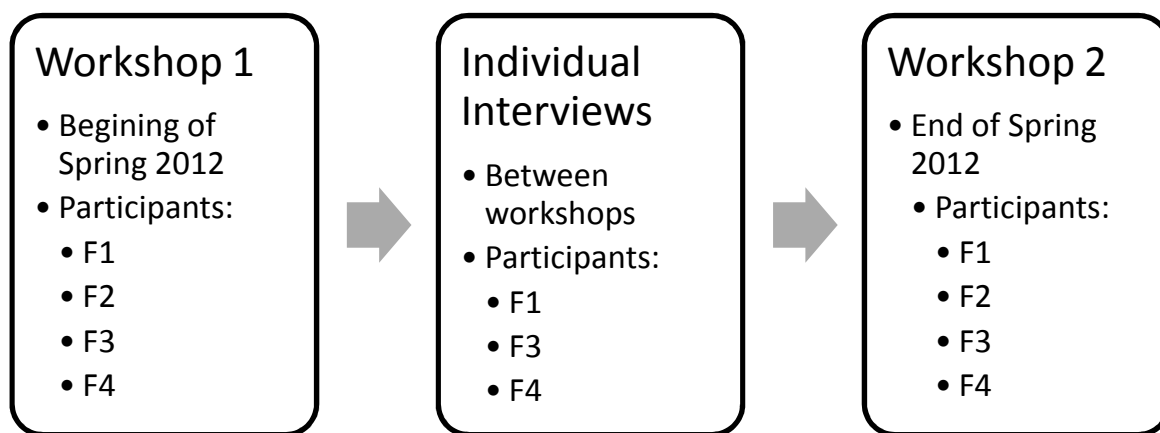 Workshop 1
• Begining of
Spring 2012
• Participants:
• F1
• F2
• F3
• F4
Individual
Interviews
• Between
workshops
• Participants:
• F1
• F3
• F4
Workshop 2
• End of Spring
2012
• Participants:
• F1
• F2
• F3
• F4